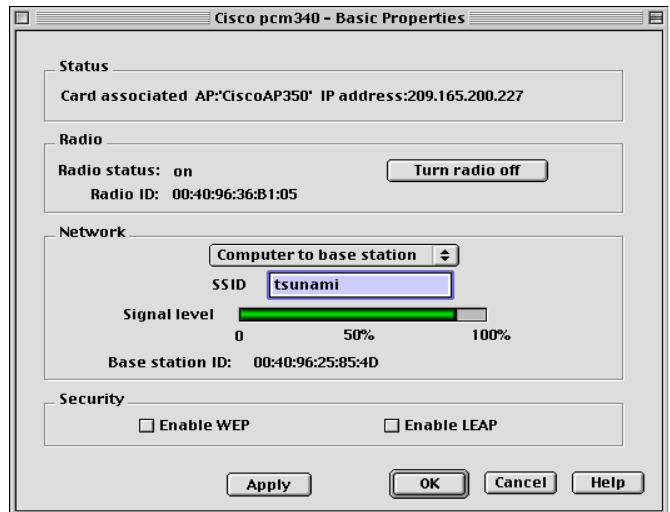 Cisco pcm340 - Basic Properties
Status
Card associated AP:'CiscoAP350' IP address:209.165.200.227
Radio
Radio status: on
Turn radio off
Radio ID: 00:40:96:36:B1:05
Network
Computer to base station
SSID tsunami
Signal level
0 50% 100%
Base station ID: 00:40:96:25:85:4D
Security
Enable WEP Enable LEAP
Apply OK Cancel Help